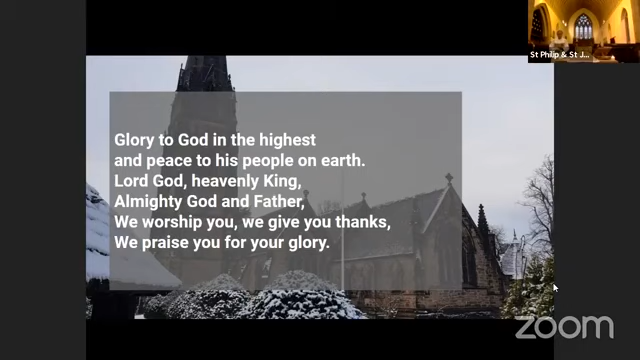 St Philip & St J...
Glory to God in the highest
and peace to his people on earth.
Lord God, heavenly King,
Almighty God and Father,
We worship you, we give you thanks,
We praise you for your glory.
zoom